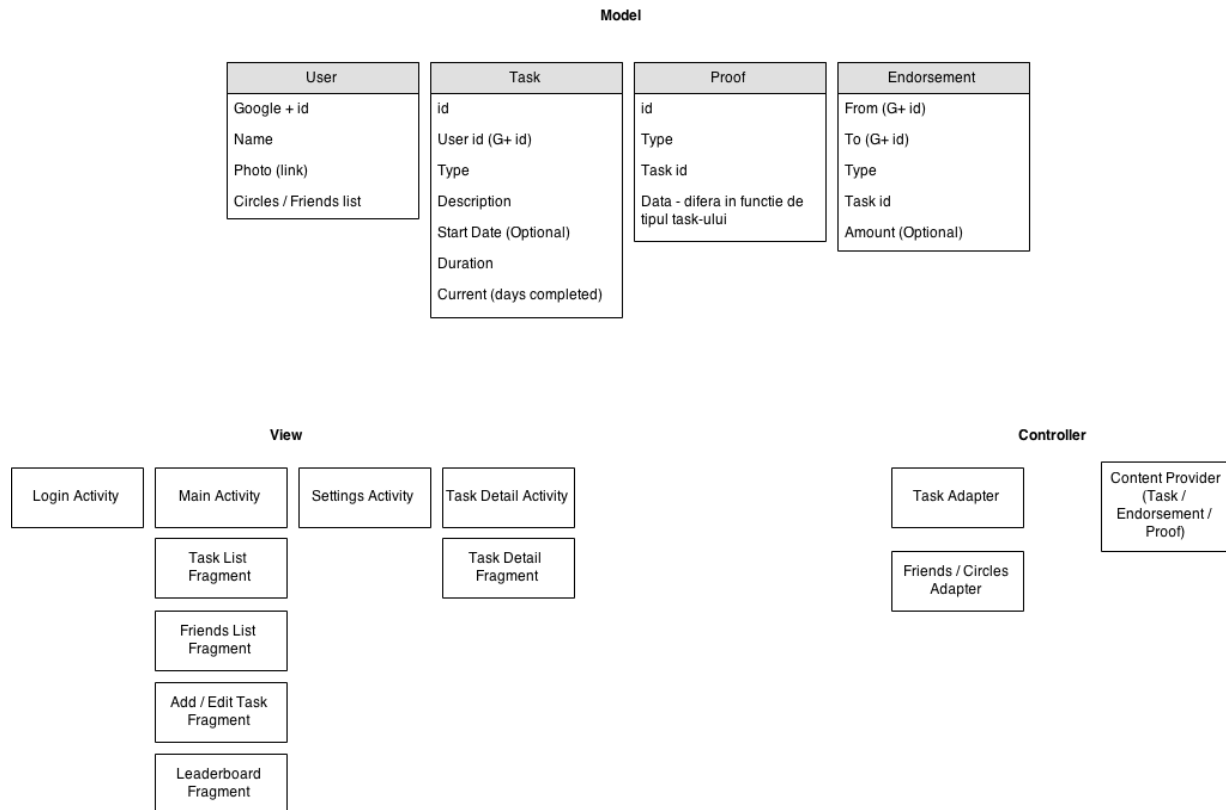 Model
User
Google + id
Name
Photo (link)
Circles / Friends list
Task
id
User id (G+ id)
Type
Description
Start Date (Optional)
Duration
Current (days completed)
Proof
id
Type
Task id
Data - difera in functie de
tipul task-ului
Endorsement
From (G+ id)
To (G+ id)
Type
Task id
Amount (Optional)
View
Login Activity
Main Activity
Task List
Fragment
Friends List
Fragment
Add / Edit Task
Fragment
Leaderboard
Fragment
Settings Activity
Task Detail Activity
Task Detail
Fragment
Controller
Task Adapter
Friends / Circles
Adapter
Content Provider
(Task /
Endorsement /
Proof)